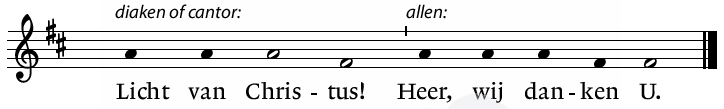 diaken of cantor: allen:
Licht van Chris - tus! Heer, wij dan - ken U.